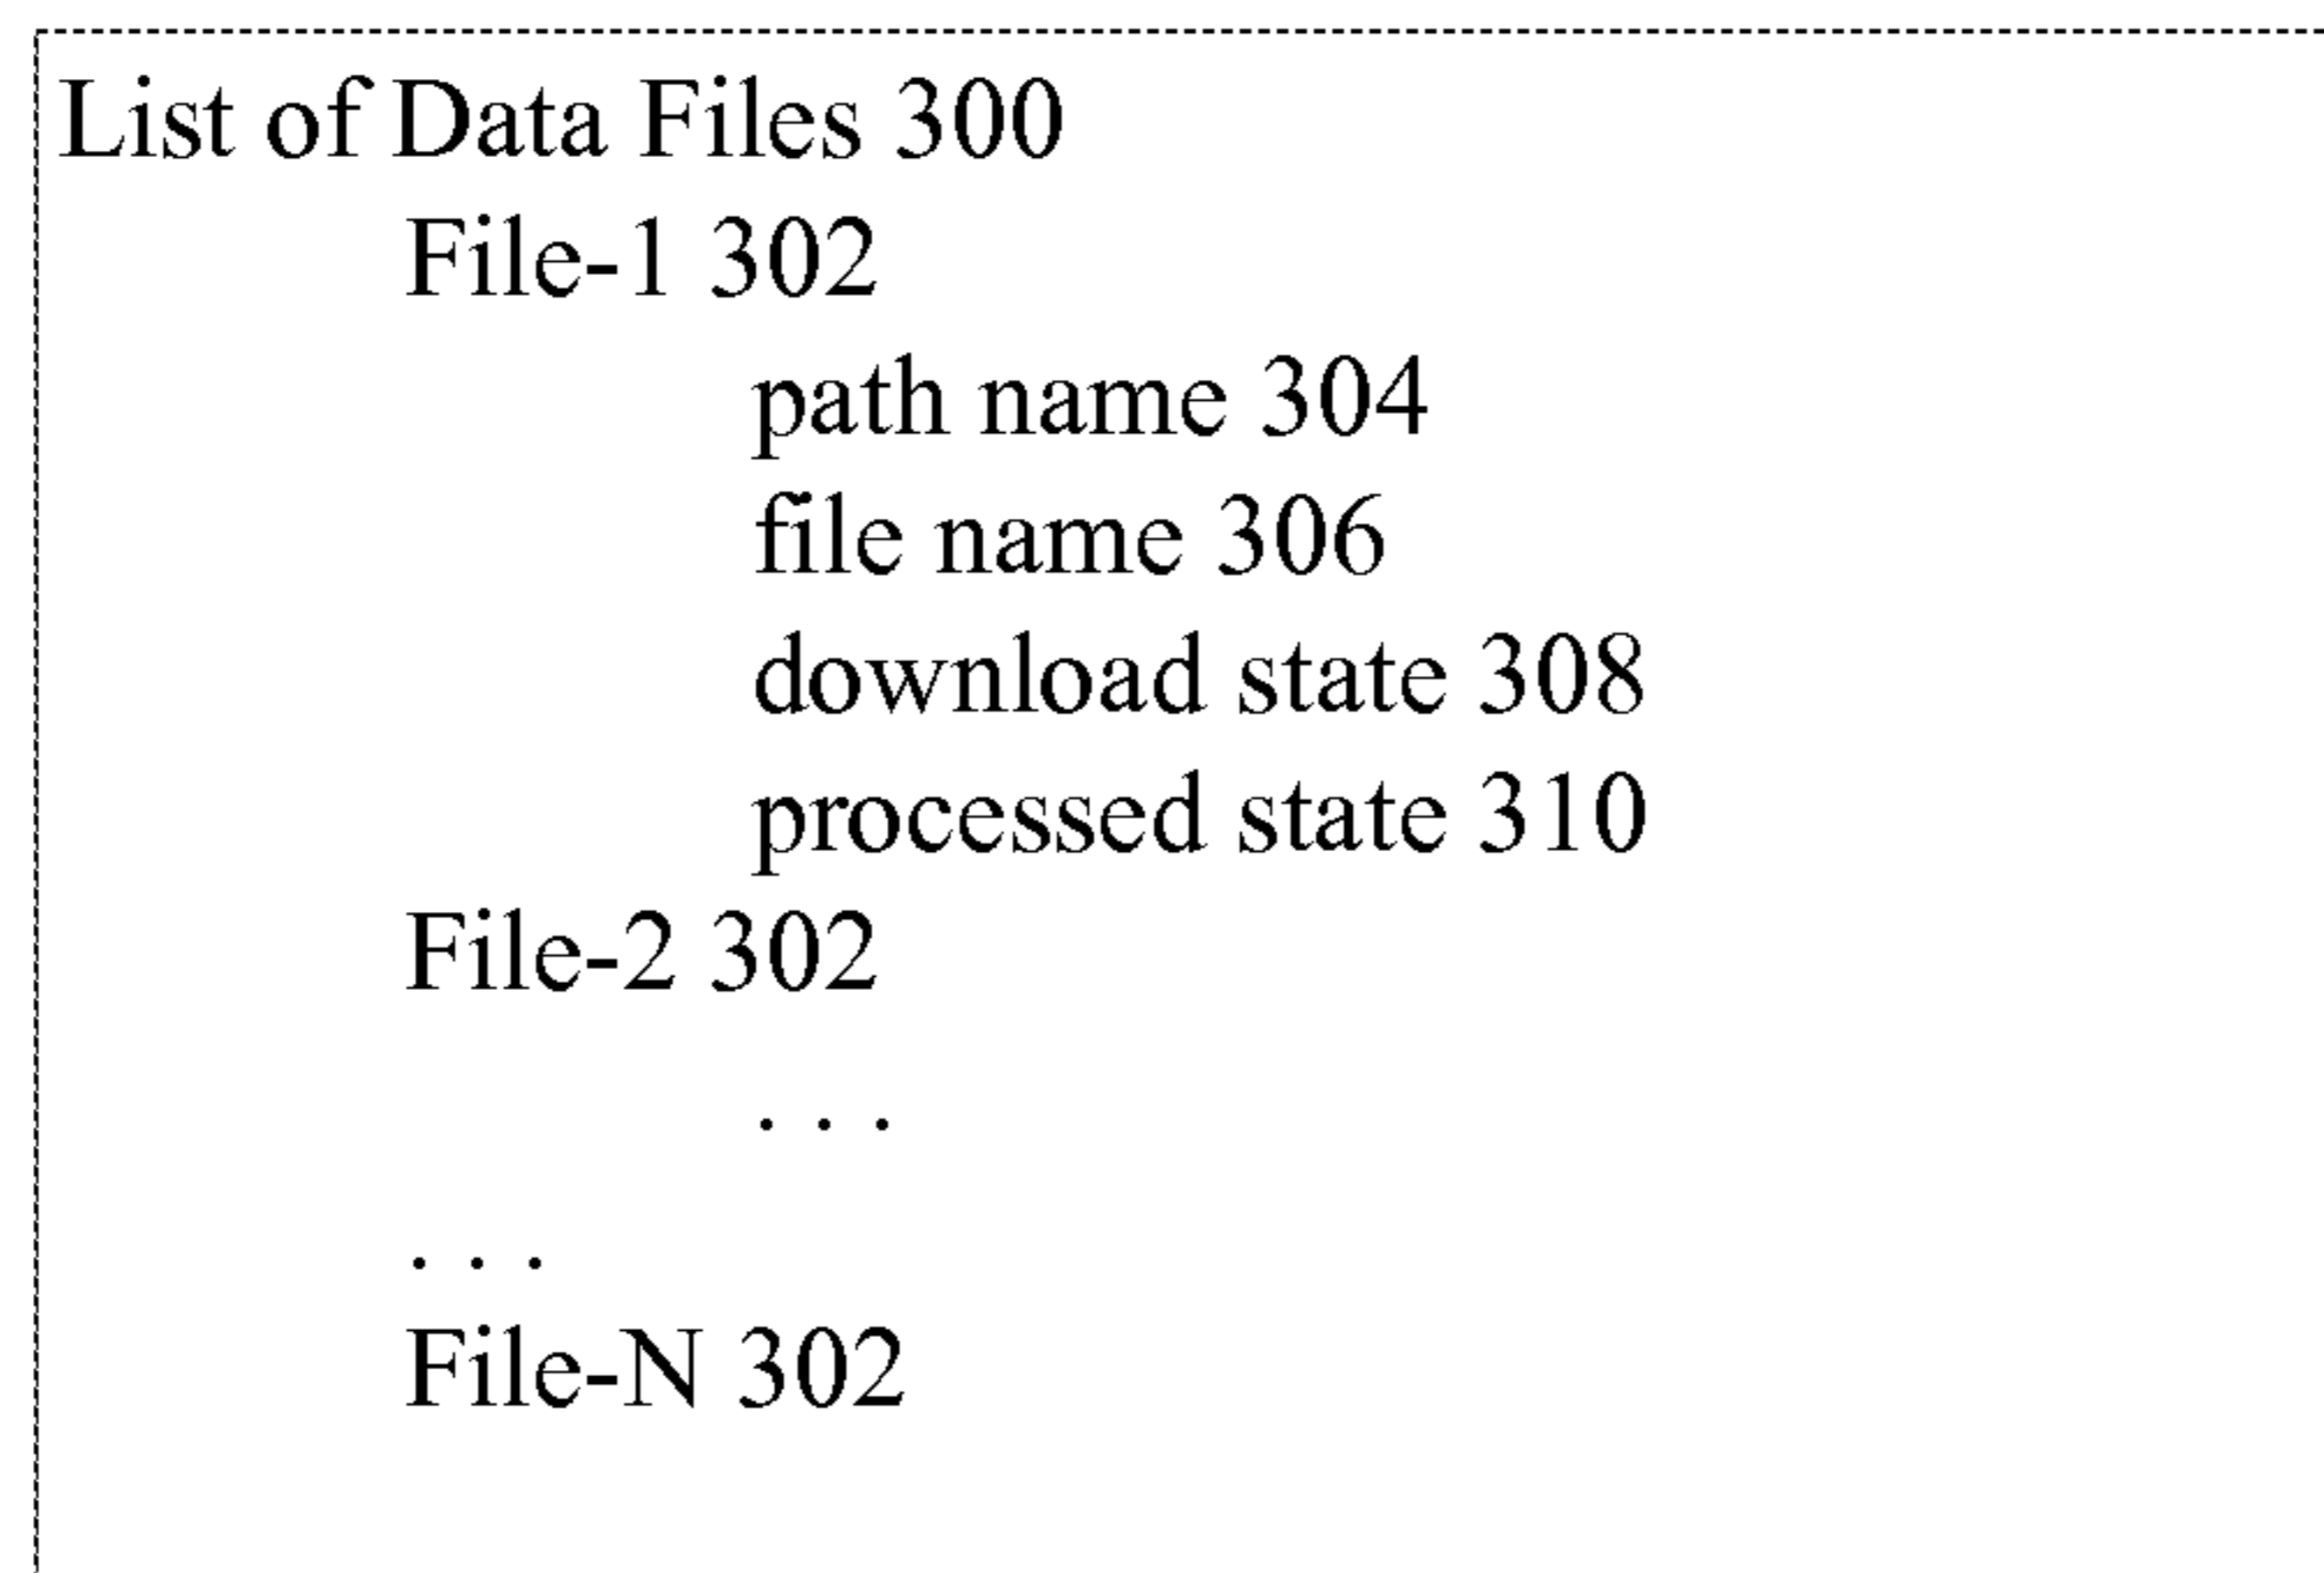 List of Data Files 300
File-1 302
path name 304
file name 306
download state 308
processed state 310
File-2 302
. . .
. . .
File-N 302